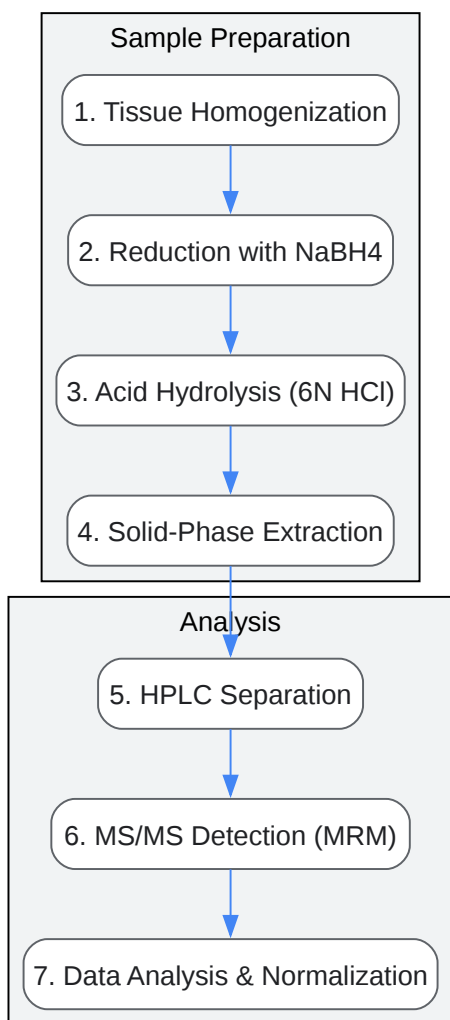 Sample Preparation
1. Tissue Homogenization
2. Reduction with NaBH4
3. Acid Hydrolysis (6N HCl)
4. Solid-Phase Extraction
Analysis
5. HPLC Separation
6. MS/MS Detection (MRM)
7. Data Analysis & Normalization